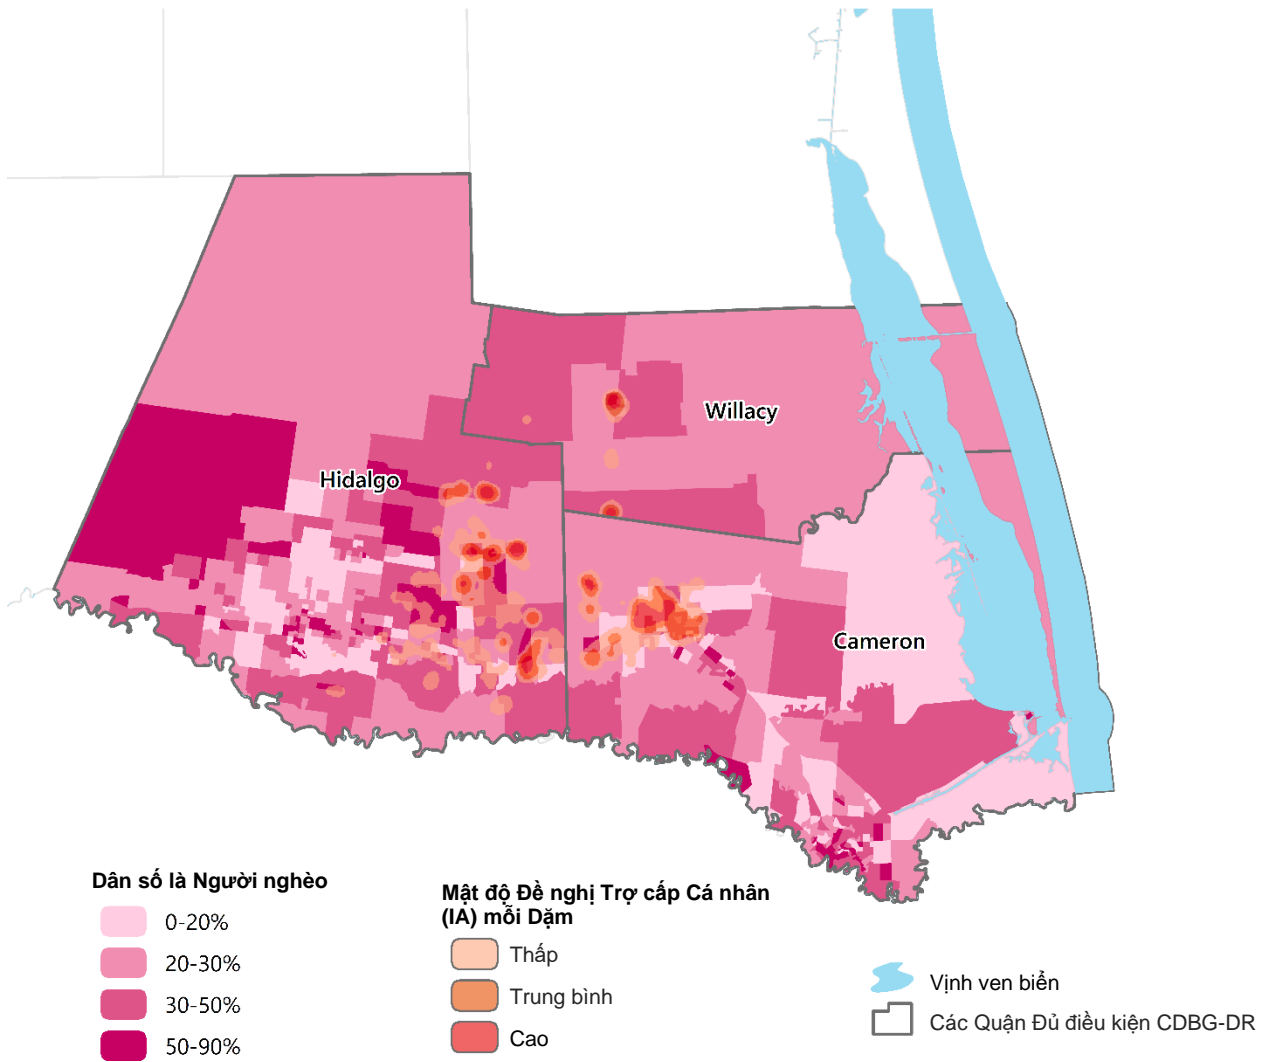 Willacy
Hidalgo
Cameron
Dân số là Người nghèo
0-20%
20-30%
30-50%
50-90%
Mật độ Đề nghị Trợ cấp Cá nhân
(IA) mỗi Dặm
Thấp
Trung bình
Cao
Vịnh ven biển
Các Quận Đủ điều kiện CDBG-DR